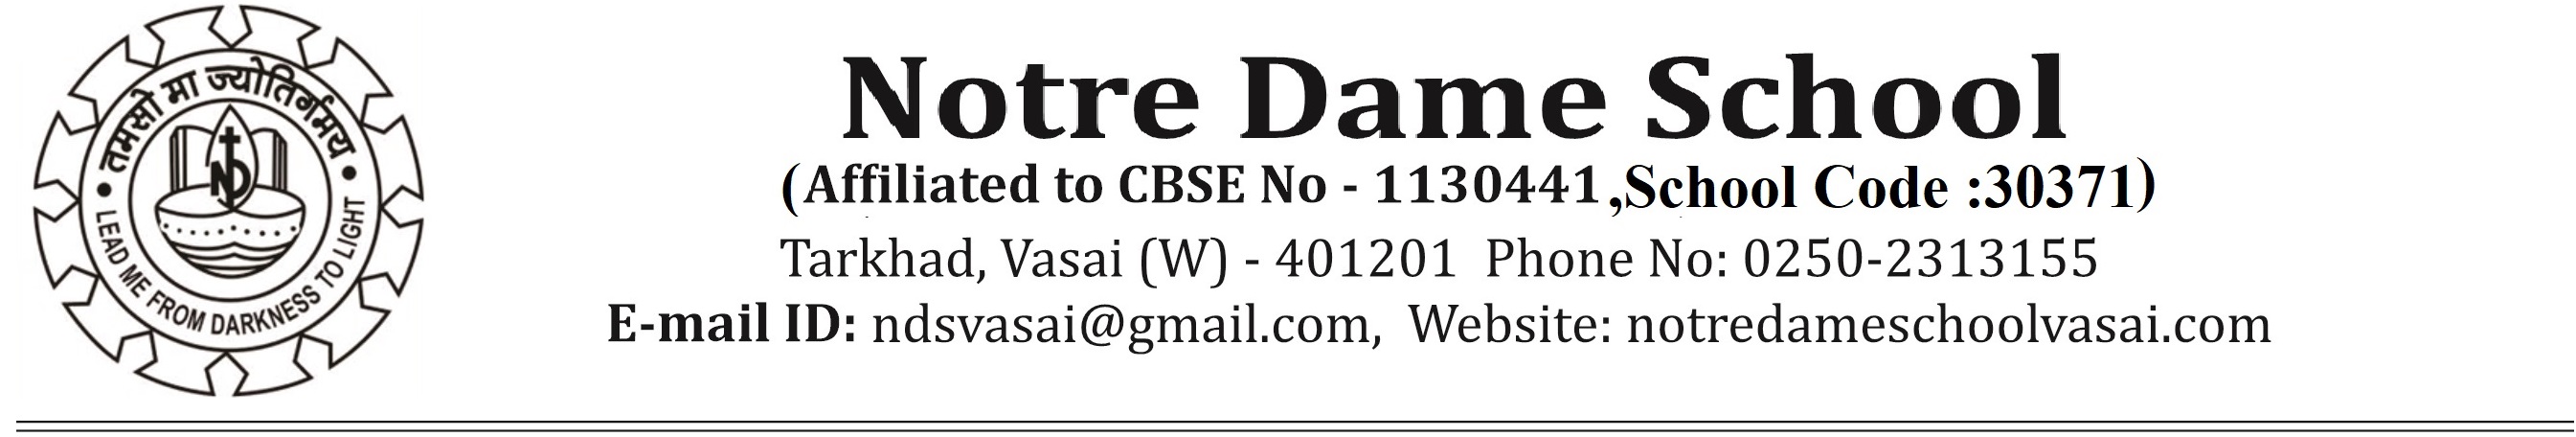 तमसो मा ज्योतिर्गमय
ND
LEAD ME FROM DARKNESS TO LIGHT
Notre Dame School
(Affiliated to CBSE No - 1130441,School Code :30371)
Tarkhad, Vasai (W) - 401201 Phone No: 0250-2313155
E-mail ID: ndsvasai@gmail.com, Website: notredameschoolvasai.com